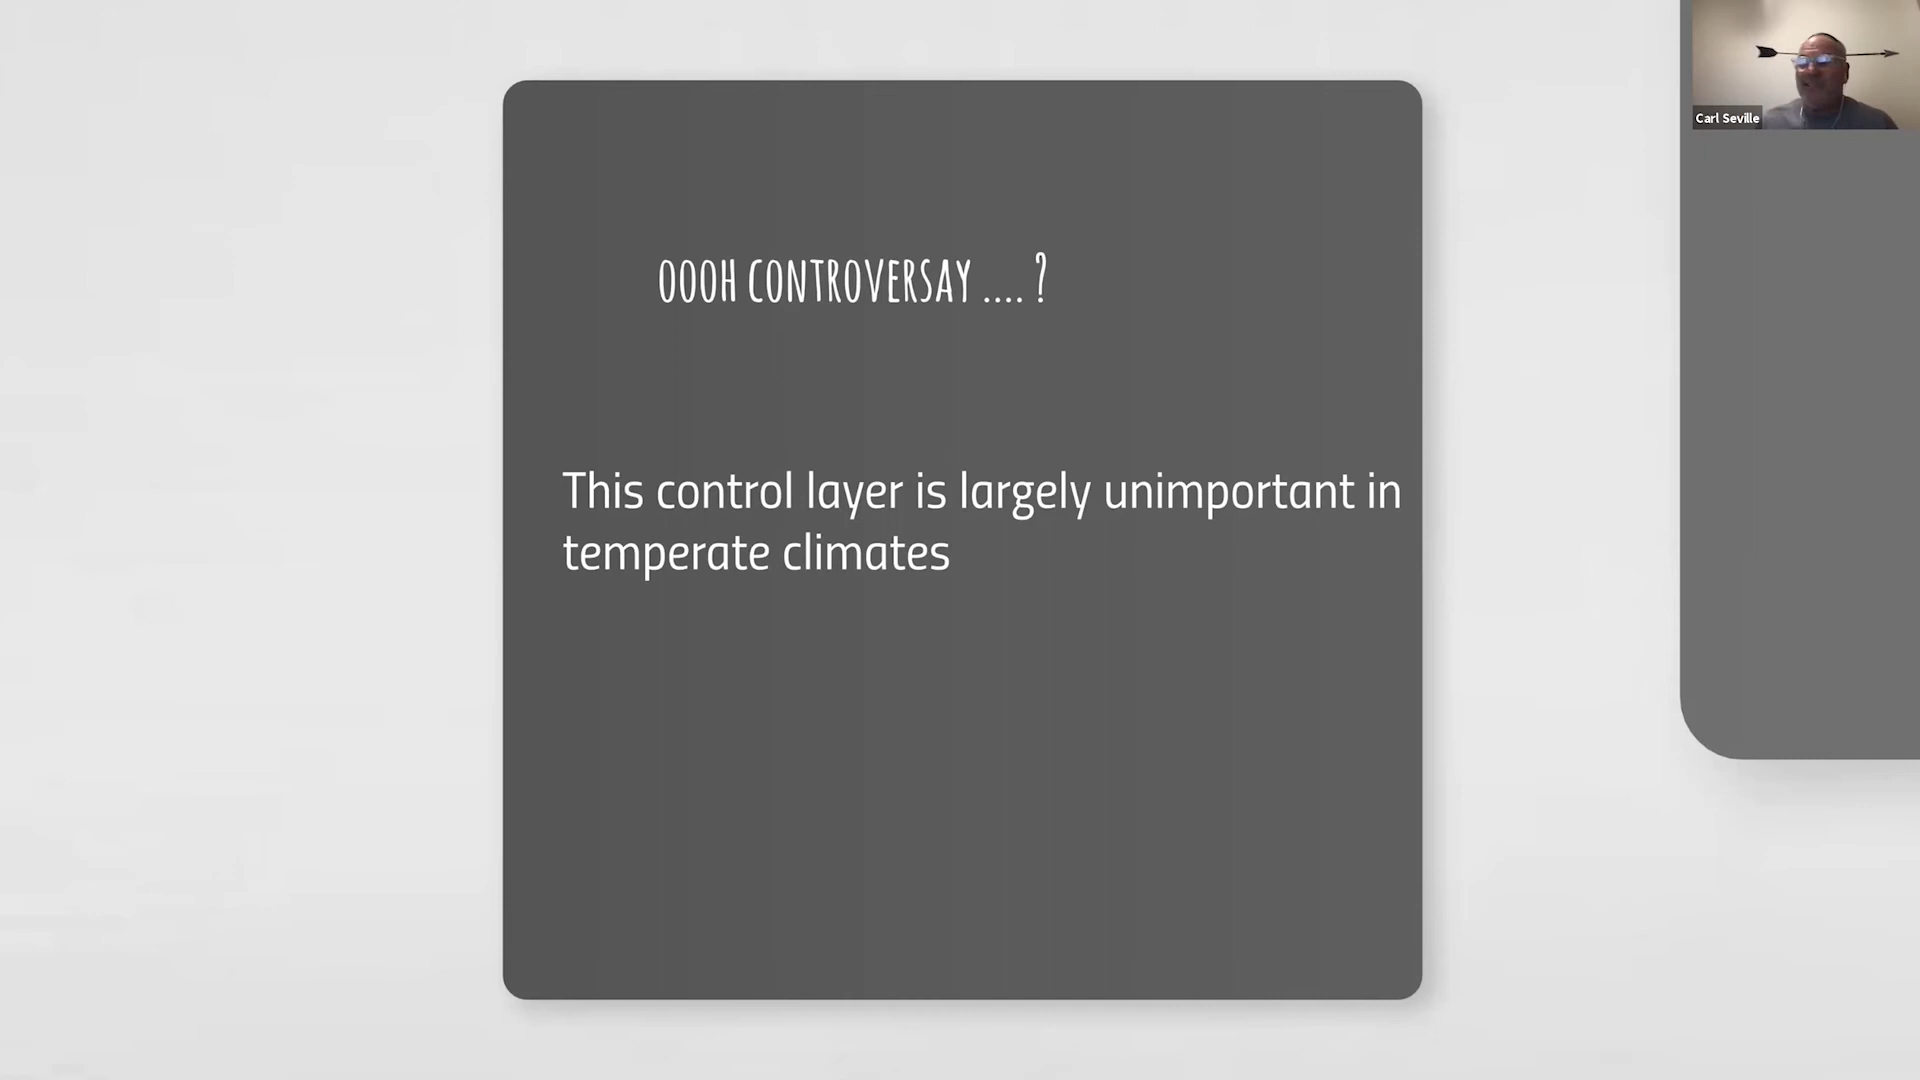 Carl Seville
OOOH CONTROVERSAY .... ?
This control layer is largely unimportant in
temperate climates